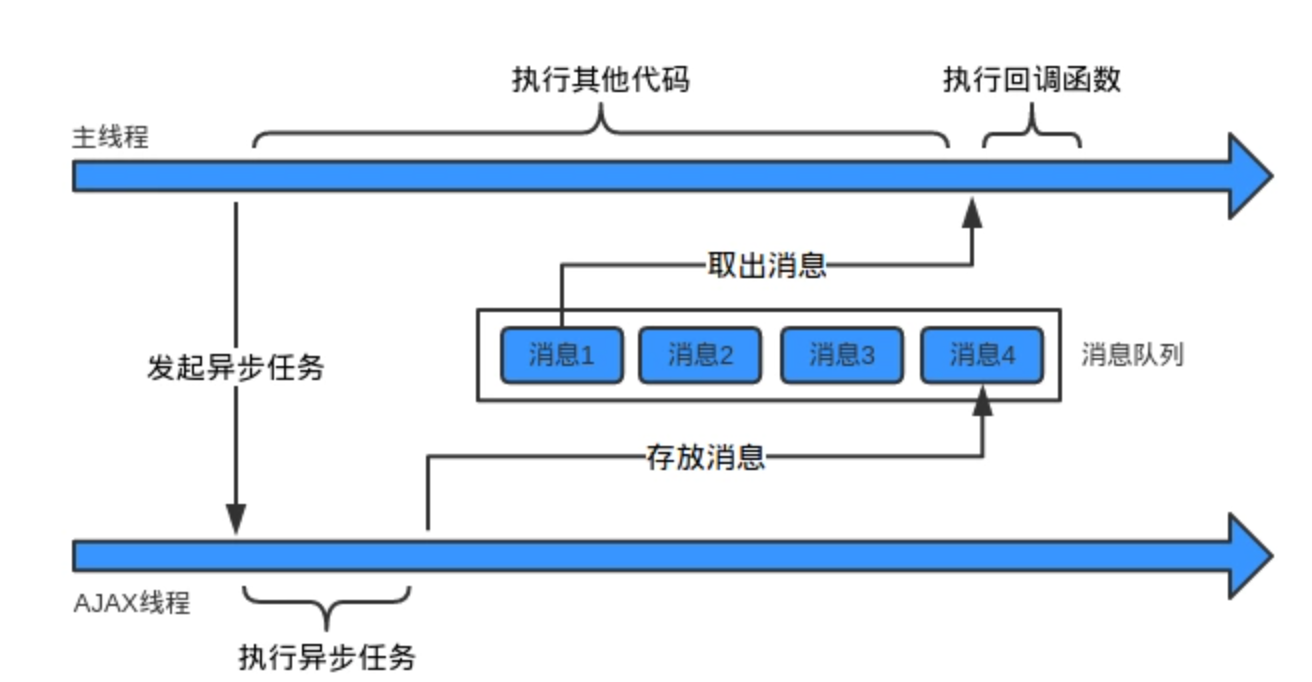 执行其他代码
执行回调函数
主线程
取出消息
消息1
消息2
消息3
消息4
消息队列
发起异步任务
存放消息
AJAX线程
执行异步任务